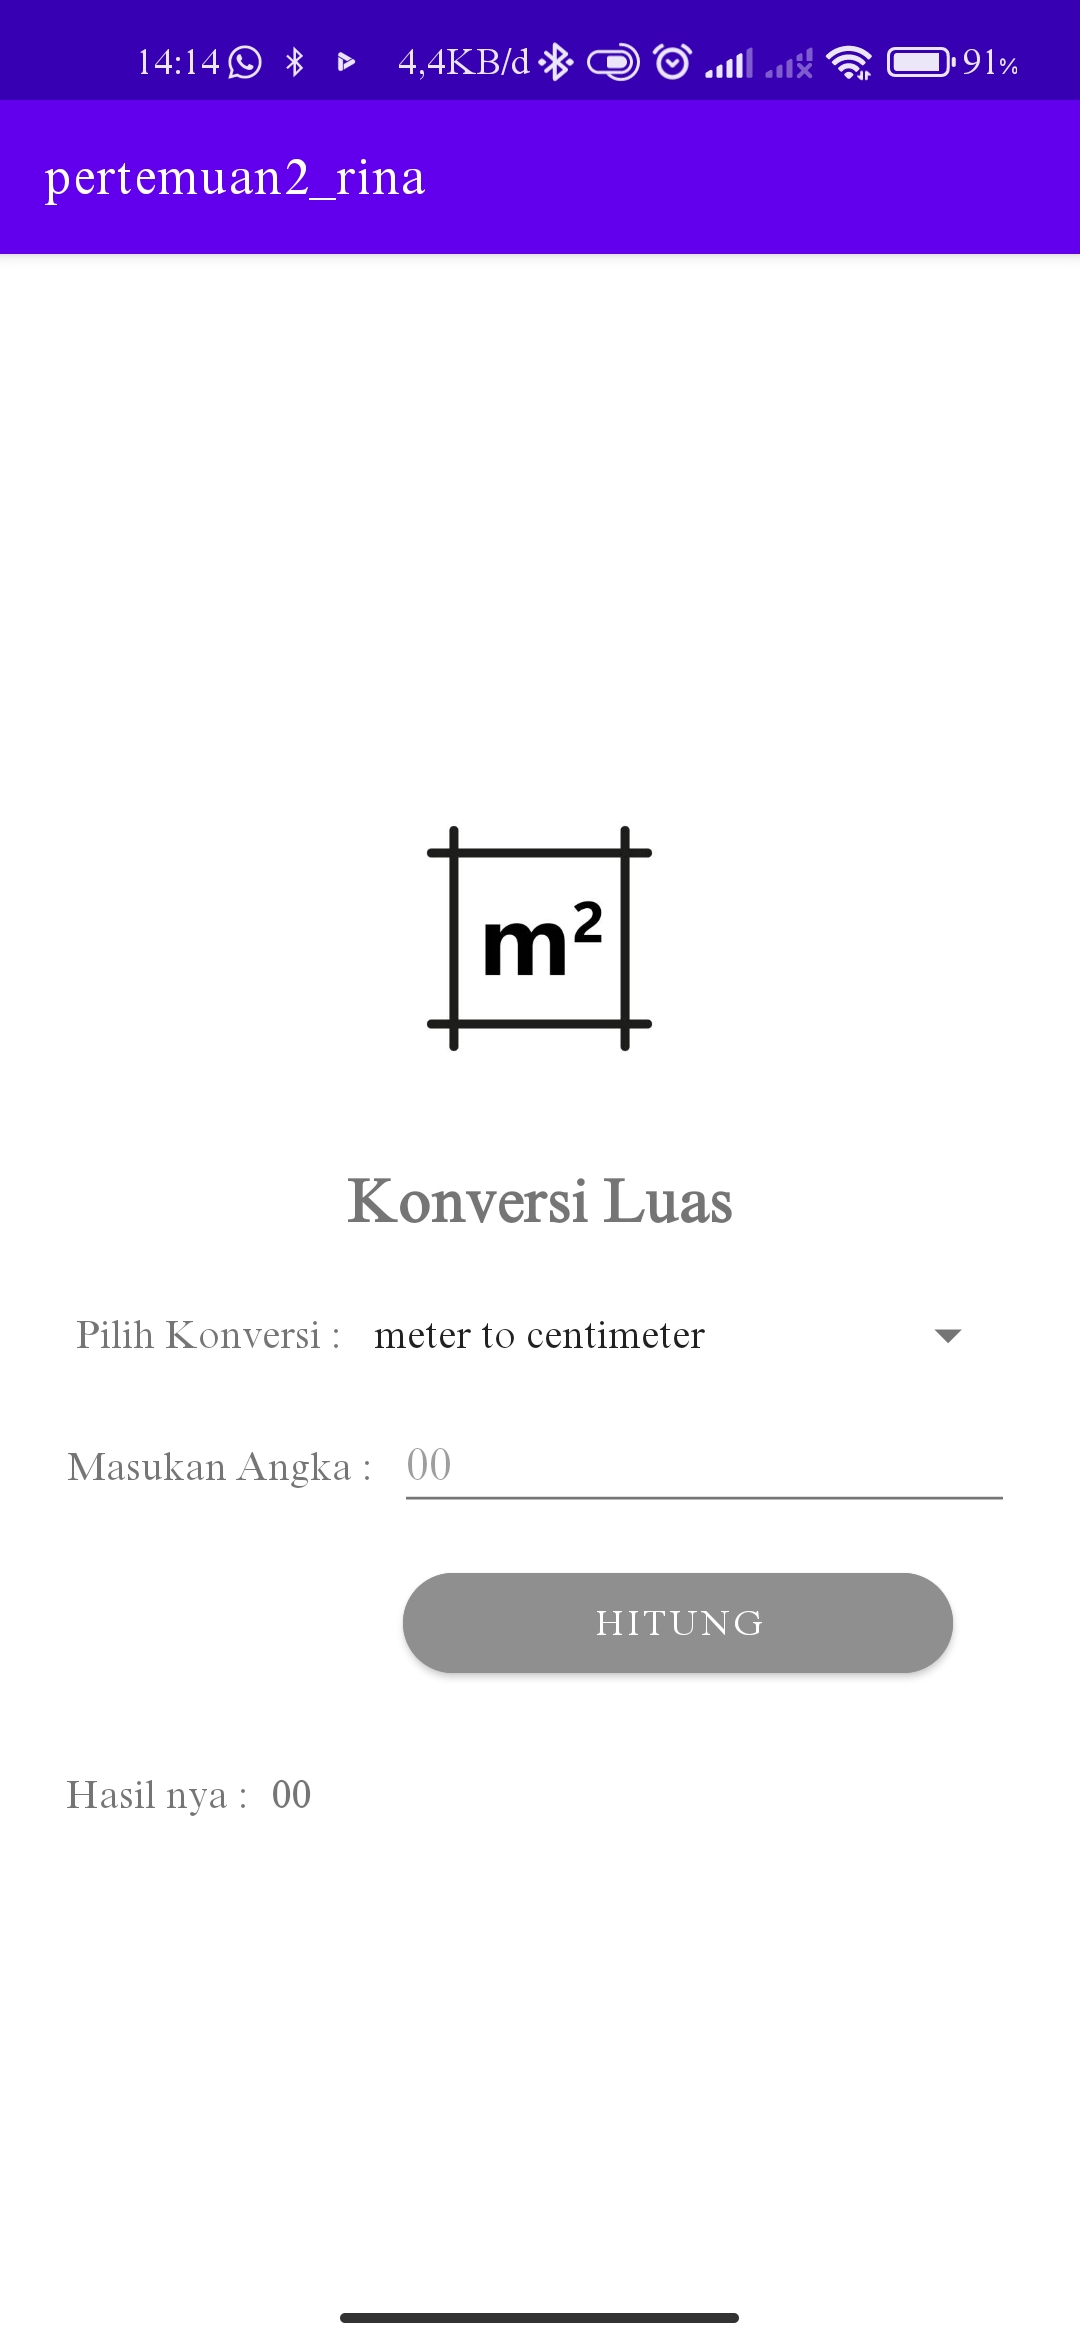 14:14 4,4KB/d 91%
pertemuan2_rina
m²
Konversi Luas
Pilih Konversi : meter to centimeter
Masukan Angka : 00
HITUNG
Hasil nya : 00